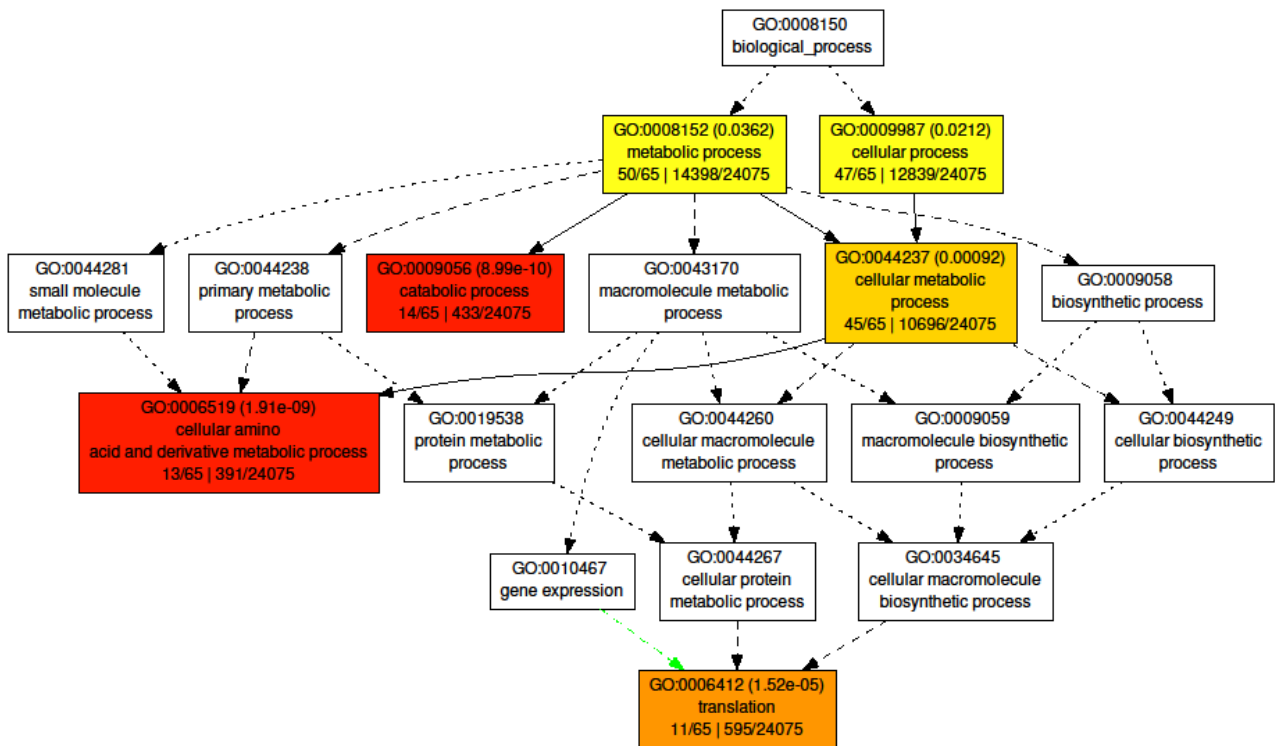 GO:0008150
biological_process
GO:0008152 (0.0362)
metabolic process
50/65 | 14398/24075
GO:0009987 (0.0212)
cellular process
47/65 | 12839/24075
GO:0044281
small molecule
metabolic process
GO:0044238
primary metabolic
process
GO:0009056 (8.99e-10)
catabolic process
14/65 | 433/24075
GO:0043170
macromolecule metabolic
process
GO:0044237 (0.00092)
cellular metabolic
process
45/65 | 10696/24075
GO:0009058
biosynthetic process
GO:0006519 (1.91e-09)
cellular amino
acid and derivative metabolic process
13/65 | 391/24075
GO:0019538
protein metabolic
process
GO:0044260
cellular macromolecule
metabolic process
GO:0009059
macromolecule biosynthetic
process
GO:0044249
cellular biosynthetic
process
GO:0010467
gene expression
GO:0044267
cellular protein
metabolic process
GO:0034645
cellular macromolecule
biosynthetic process
GO:0006412 (1.52e-05)
translation
11/65 | 595/24075